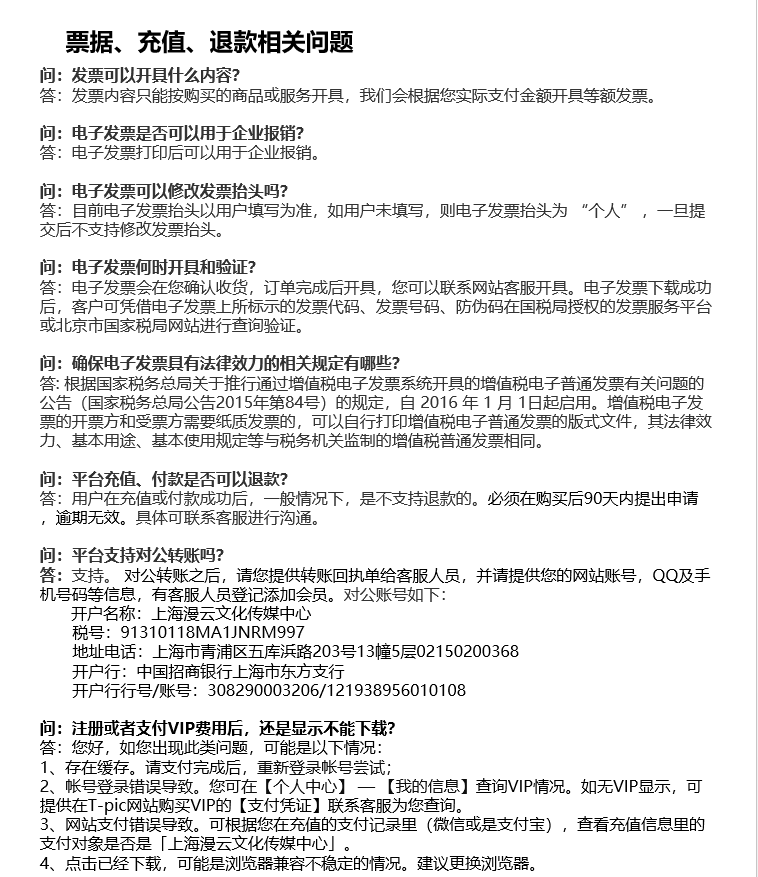 票据、充值、退款相关问题
问：发票可以开具什么内容？
答：发票内容只能按购买的商品或服务开具，我们会根据您实际支付金额开具等额发票。
问：电子发票是否可以用于企业报销？
答：电子发票打印后可以用于企业报销。
问：电子发票可以修改发票抬头吗？
答：目前电子发票抬头以用户填写为准，如用户未填写，则电子发票抬头为 “个人” ，一旦提
交后不支持修改发票抬头。
问：电子发票何时开具和验证？
答：电子发票会在您确认收货，订单完成后开具，您可以联系网站客服开具。电子发票下载成功
后，客户可凭借电子发票上所标示的发票代码、发票号码、防伪码在国税局授权的发票服务平台
或北京市国家税局网站进行查询验证。
问：确保电子发票具有法律效力的相关规定有哪些？
答: 根据国家税务总局关于推行通过增值税电子发票系统开具的增值税电子普通发票有关问题的
公告（国家税务总局公告2015年第84号）的规定，自 2016 年 1 月 1日起启用。增值税电子发
票的开票方和受票方需要纸质发票的，可以自行打印增值税电子普通发票的版式文件，其法律效
力、基本用途、基本使用规定等与税务机关监制的增值税普通发票相同。
问：平台充值、付款是否可以退款？
答：用户在充值或付款成功后，一般情况下，是不支持退款的。必须在购买后90天内提出申请
，逾期无效。具体可联系客服进行沟通。
问：平台支持对公转账吗？
答：支持。 对公转账之后，请您提供转账回执单给客服人员，并请提供您的网站账号，QQ及手
机号码等信息，有客服人员登记添加会员。对公账号如下：
开户名称：上海漫云文化传媒中心
税号：91310118MA1JNRM997
地址电话：上海市青浦区五厍浜路203号13幢5层02150200368
开户行：中国招商银行上海市东方支行
开户行行号/账号：308290003206/121938956010108
问：注册或者支付VIP费用后，还是显示不能下载？
答：您好，如您出现此类问题，可能是以下情况：
1、存在缓存。请支付完成后，重新登录帐号尝试；
2、帐号登录错误导致。您可在【个人中心】 — 【我的信息】查询VIP情况。如无VIP显示，可
提供在T-pic网站购买VIP的【支付凭证】联系客服为您查询。
3、网站支付错误导致。可根据您在充值的支付记录里（微信或是支付宝），查看充值信息里的
支付对象是否是「上海漫云文化传媒中心」。
4、点击已经下载，可能是浏览器兼容不稳定的情况。建议更换浏览器。